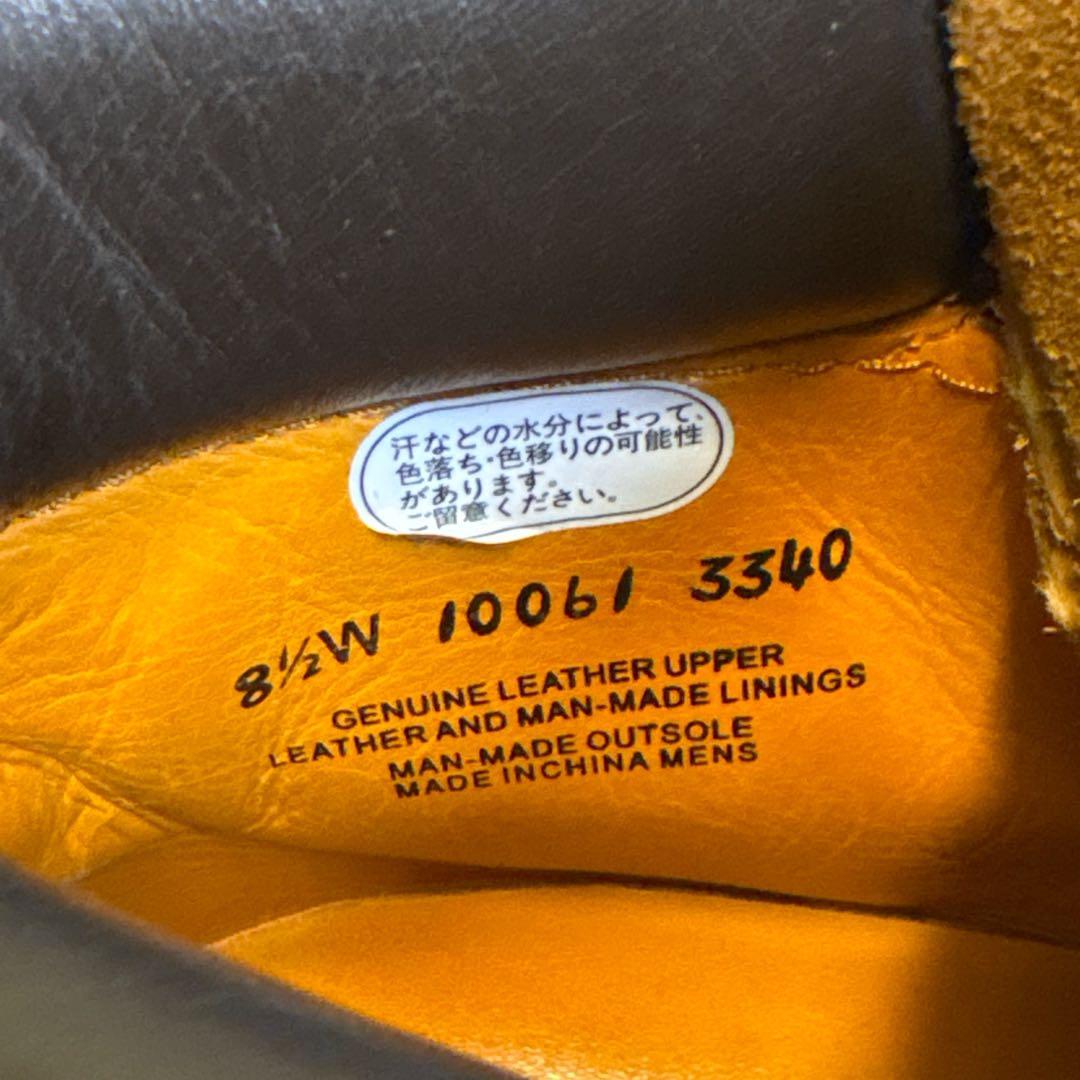 汗などの水分によって、
色落ち・色移りの可能性
があります。
ご留意ください。
8½W 10061 3340
GENUINE LEATHER UPPER
LEATHER AND MAN-MADE LININGS
MAN-MADE OUTSOLE
MADE IN CHINA MENS